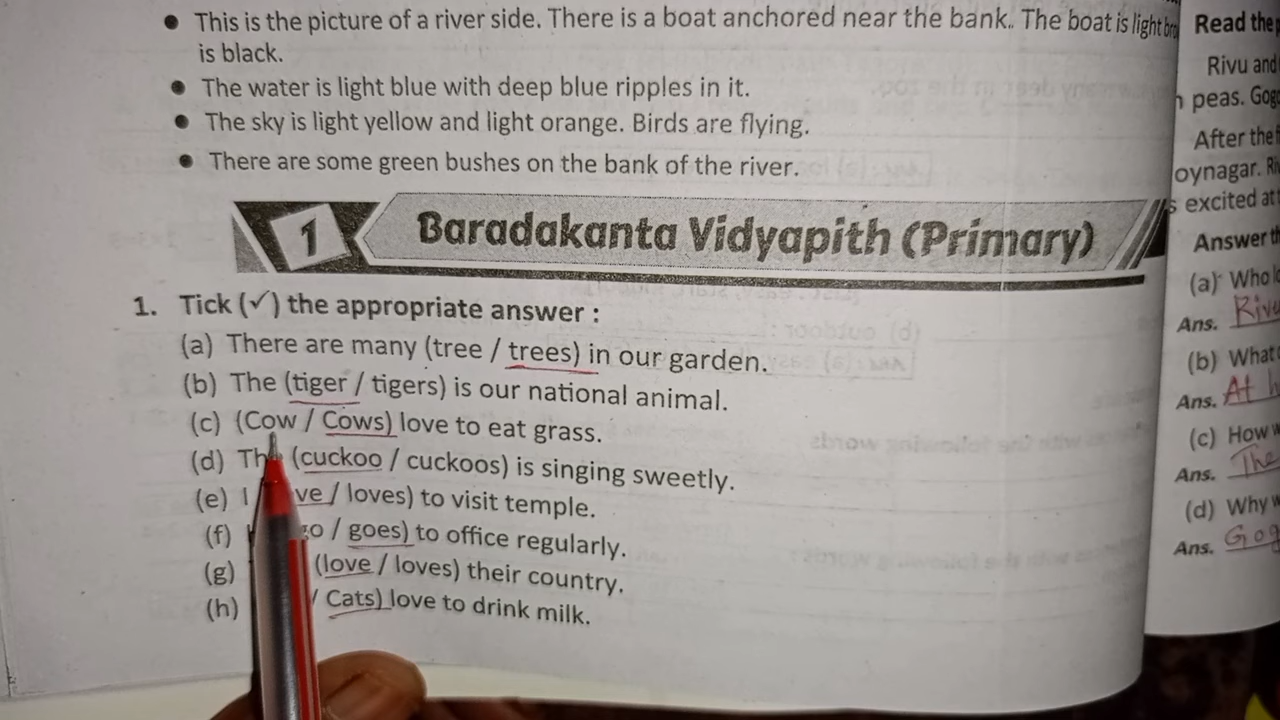 This is the picture of a river side. There is a boat anchored near the bank. The boat is light
is black.
The water is light blue with deep blue ripples in it.
The sky is light yellow and light orange. Birds are flying.
There are some green bushes on the bank of the river.
1 Baradakanta Vidyapith (Primary)
1. Tick (✓) the appropriate answer :
(a) There are many (tree / trees) in our garden.
(b) The (tiger / tigers) is our national animal.
(c) (Cow / Cows) love to eat grass.
(d) (cuckoo / cuckoos) is singing sweetly.
(e) I / loves) to visit temple.
(f) / goes) to office regularly.
(g) (love / loves) their country.
(h) / Cats) love to drink milk.
Read the
Rivu and
peas.
After the
oynagar.
excited at
Answer
(a) Who
Ans.
(b) What
Ans. At
(c) How
Ans. The
(d) Why
Ans. Gog